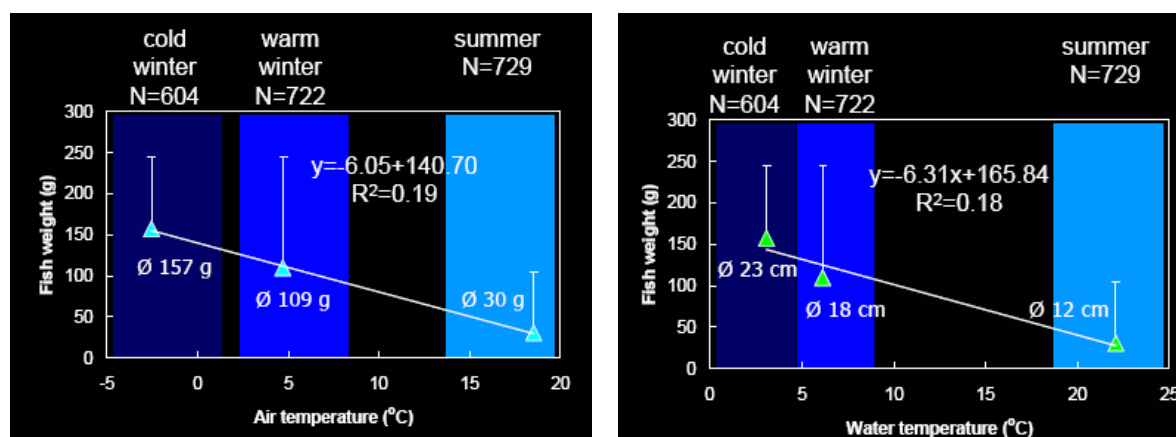 cold
winter
N=604
warm
winter
N=722
summer
N=729
300
250
200
150
100
50
0
Fish weight (g)
y=-6.05+140.70
R²=0.19
Ø 157 g
Ø 109 g
Ø 30 g
-5
0
5
10
15
20
Air temperature (⁰C)
cold
winter
N=604
warm
winter
N=722
summer
N=729
300
250
200
150
100
50
0
Fish weight (g)
y=-6.31x+165.84
R²=0.18
Ø 23 cm
Ø 18 cm
Ø 12 cm
0
5
10
15
20
25
Water temperature (⁰C)